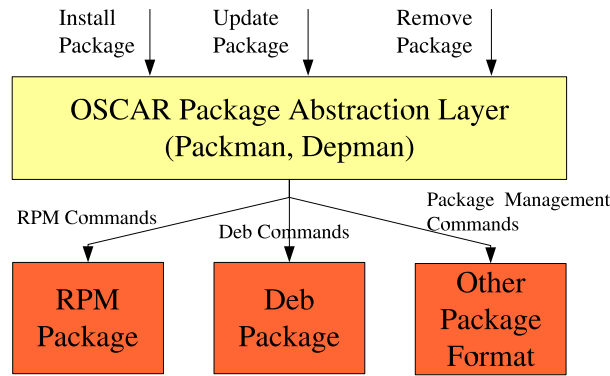 Install
Package
Update
Package
Remove
Package
OSCAR Package Abstraction Layer
(Packman, Depman)
RPM Commands
Deb Commands
Package Management
Commands
RPM
Package
Deb
Package
Other
Package
Format